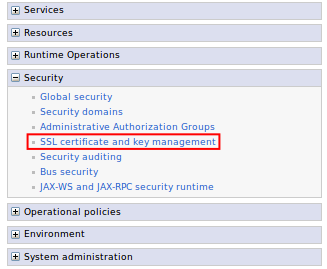 Services
Resources
Runtime Operations
Security
Global security
Security domains
Administrative Authorization Groups
SSL certificate and key management
Security auditing
Bus security
JAX-WS and JAX-RPC security runtime
Operational policies
Environment
System administration